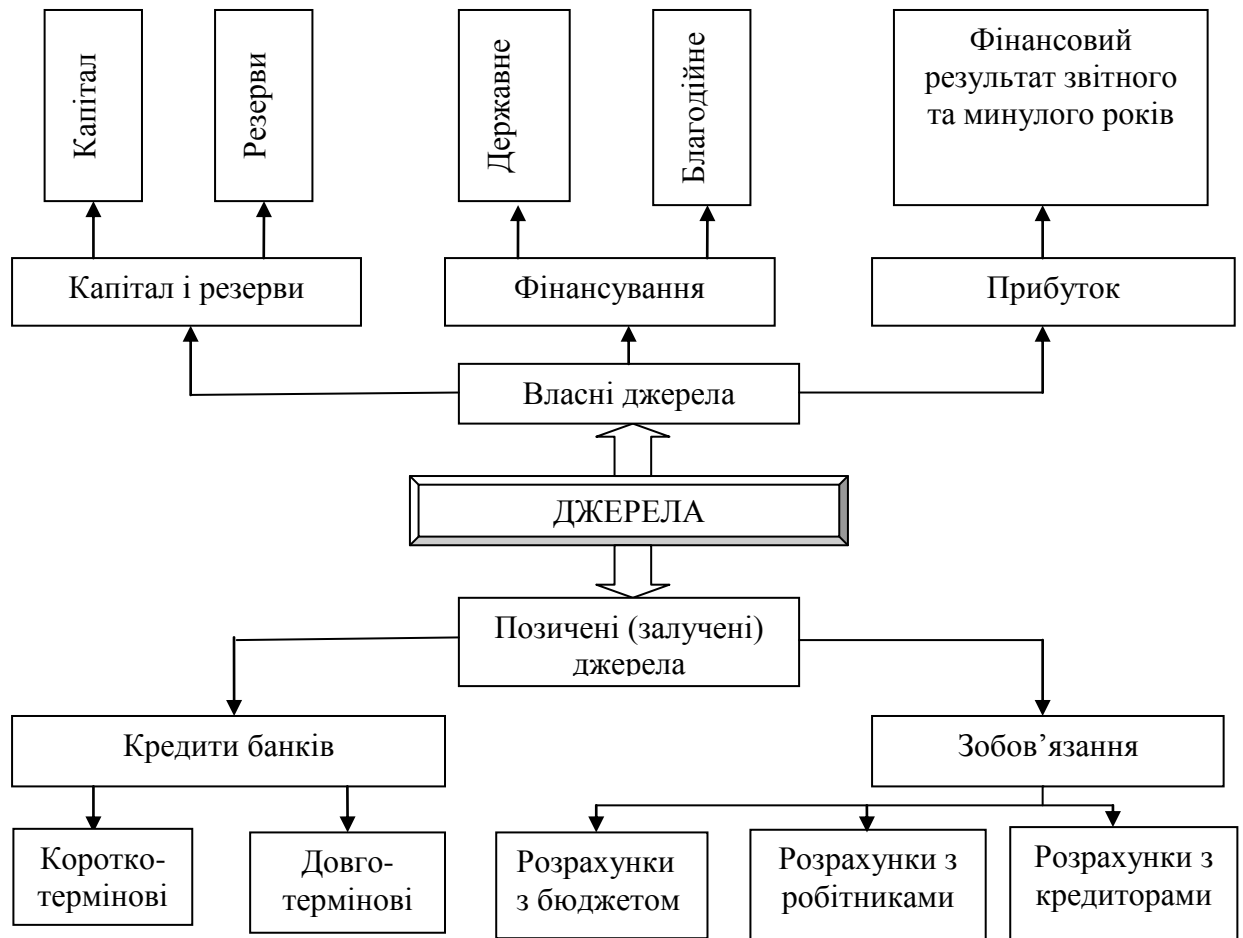 Капітал
Резерви
Державне
Благодійне
Фінансовий
результат звітного
та минулого років
Капітал і резерви
Фінансування
Прибуток
Власні джерела
ДЖЕРЕЛА
Позичені (залучені)
джерела
Кредити банків
Зобов’язання
Коротко-
термінові
Довго-
термінові
Розрахунки
з бюджетом
Розрахунки з
робітниками
Розрахунки з
кредиторами